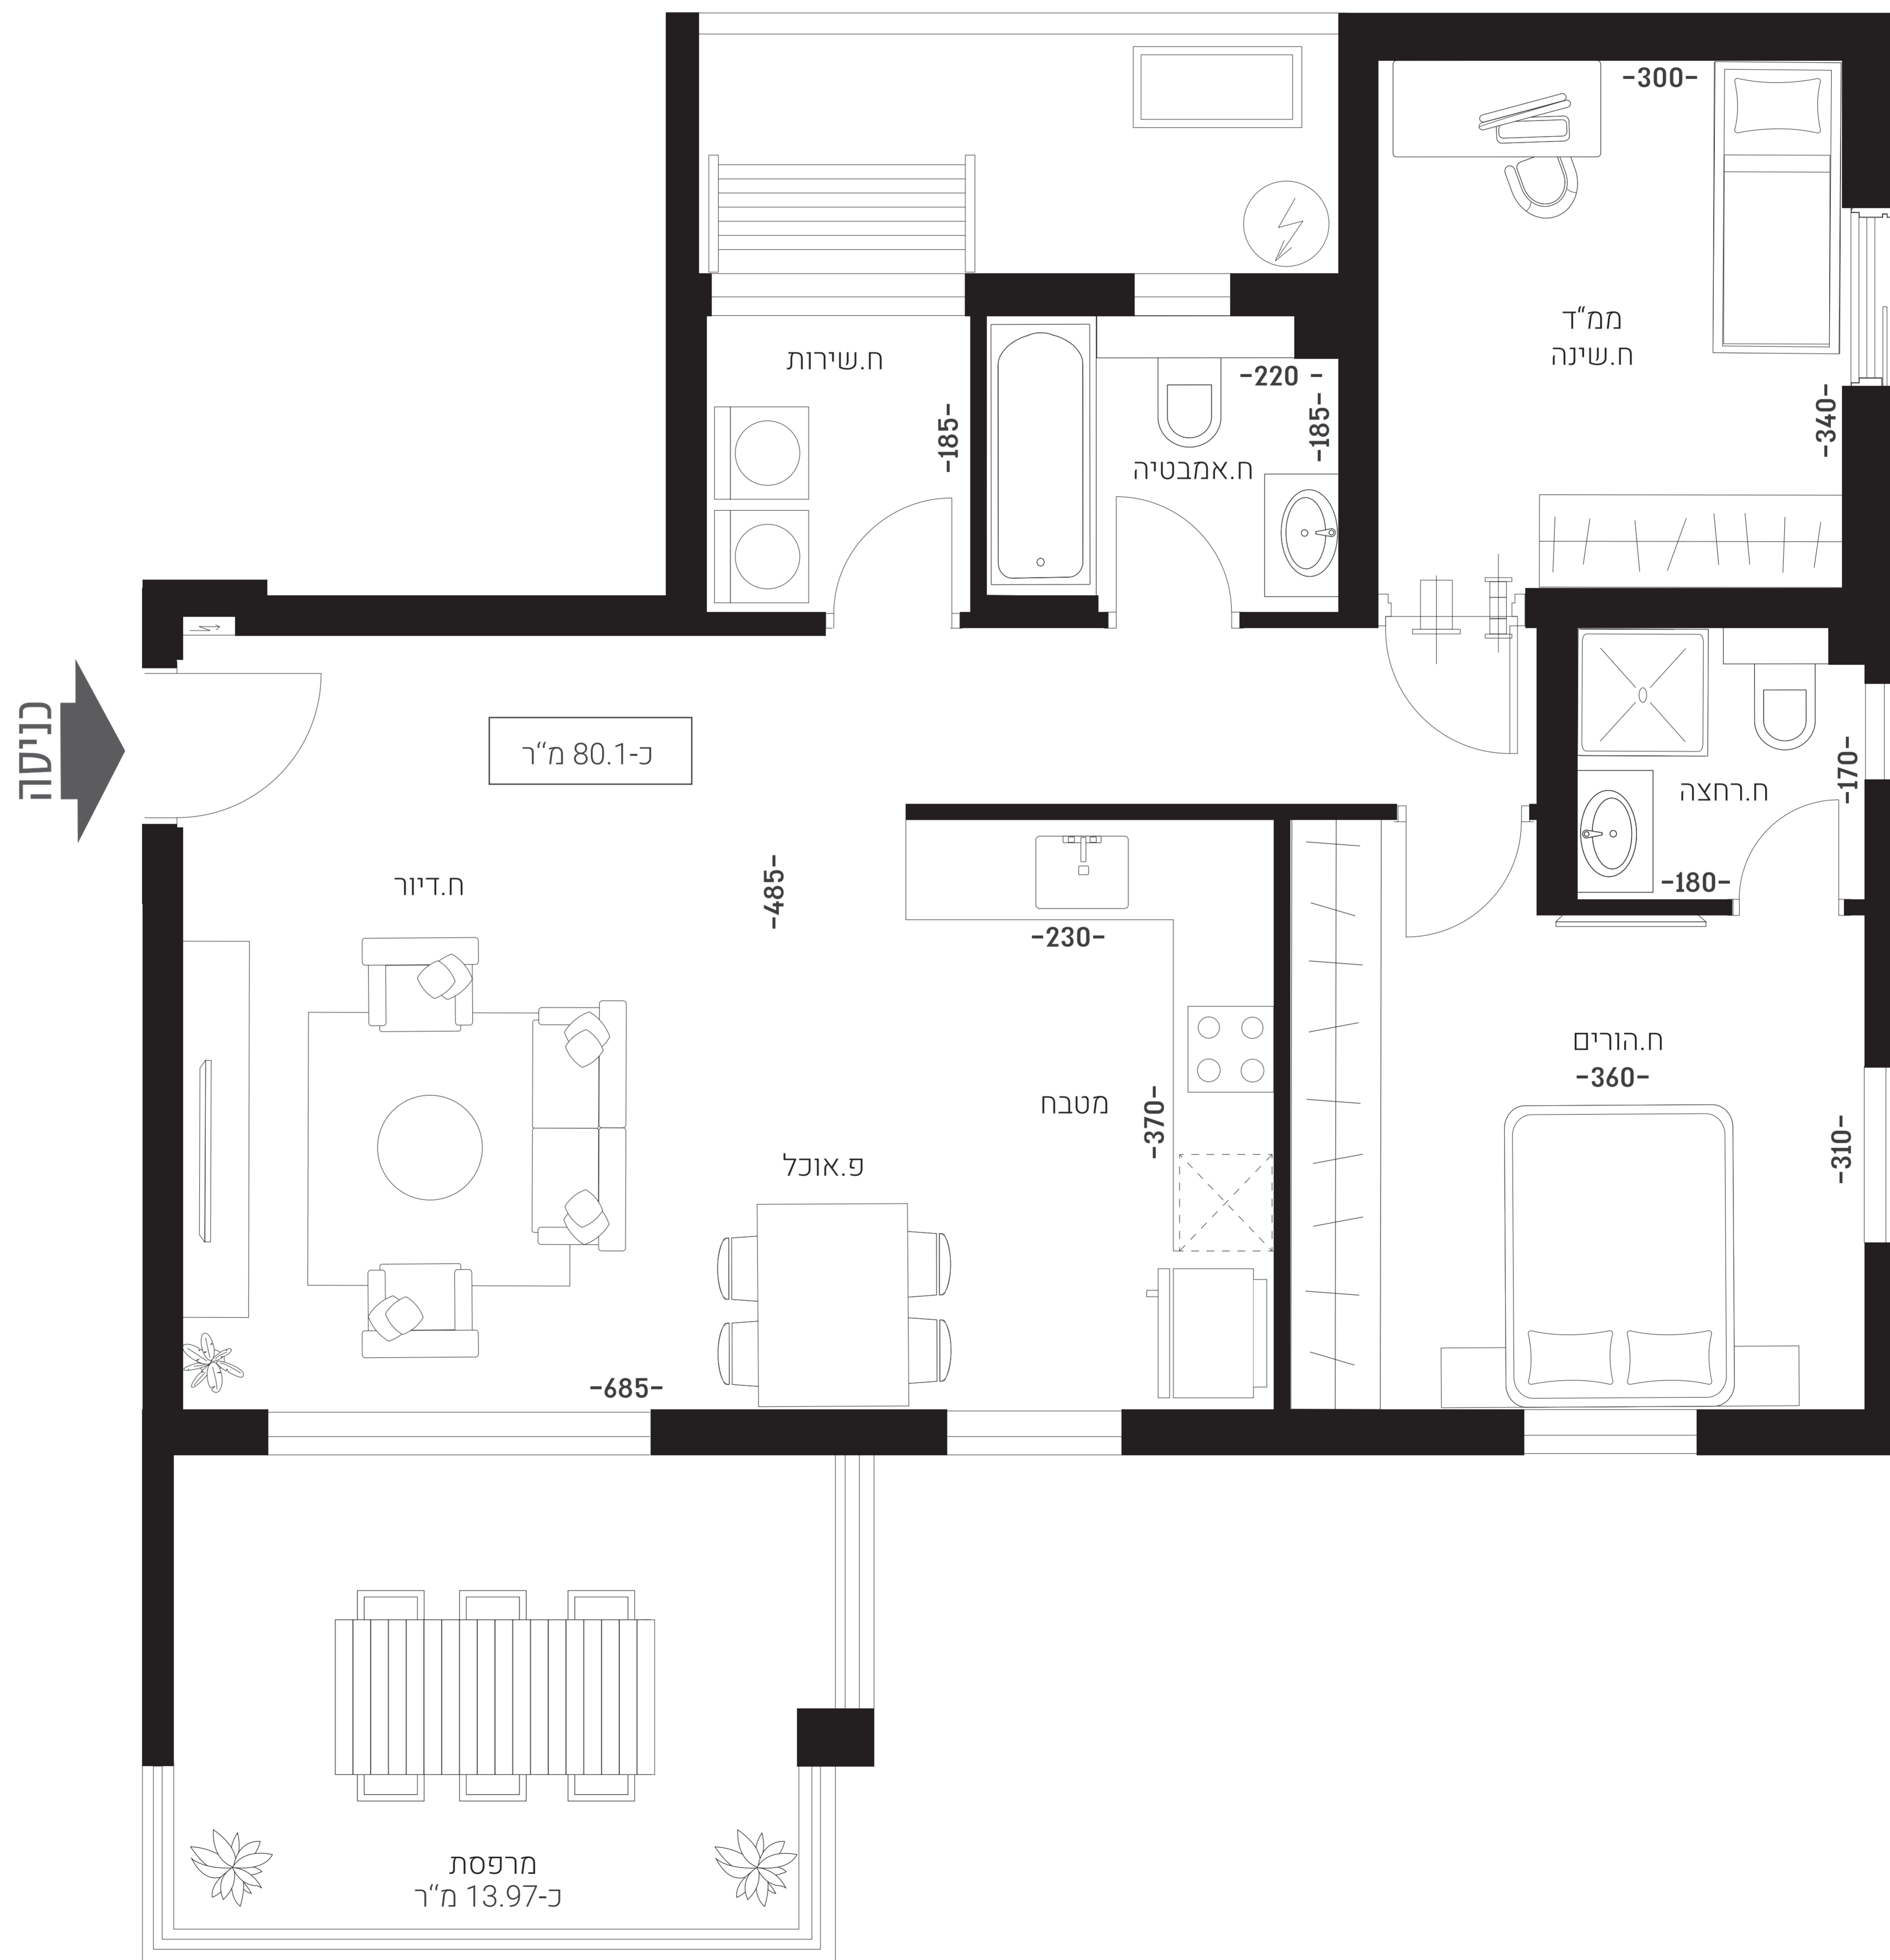 -300-
ממ"ד
ח.שינה
-340-
ח.שירות
-185-
-220 -
-185-
ח.אמבטיה
כניסה
כ-80.1 מ"ר
ח.רחצה
-170-
-180-
ח.דיור
-485-
-230-
ח.הורים
-360-
-310-
מטבח
-370-
פ.אוכל
-685-
מרפסת
כ-13.97 מ"ר